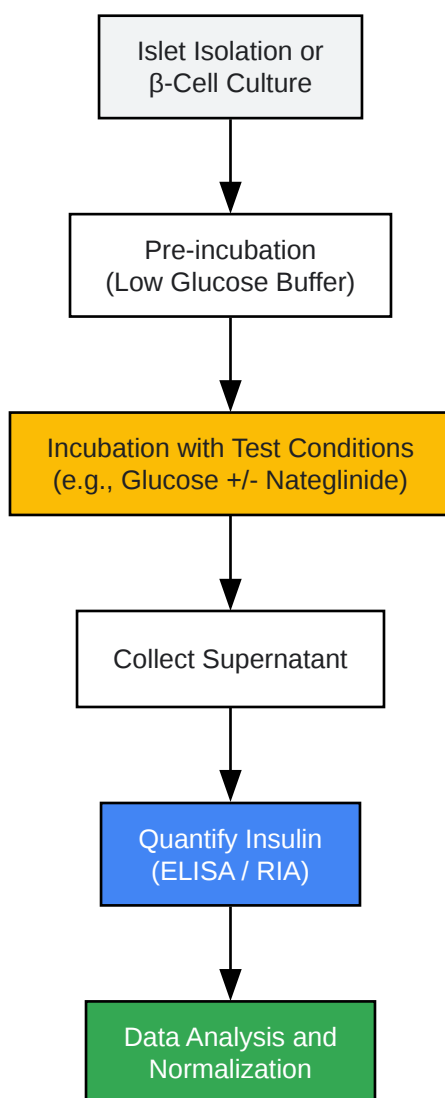 Islet Isolation or
β-Cell Culture
Pre-incubation
(Low Glucose Buffer)
Incubation with Test Conditions
(e.g., Glucose +/- Nateglinide)
Collect Supernatant
Quantify Insulin
(ELISA / RIA)
Data Analysis and
Normalization